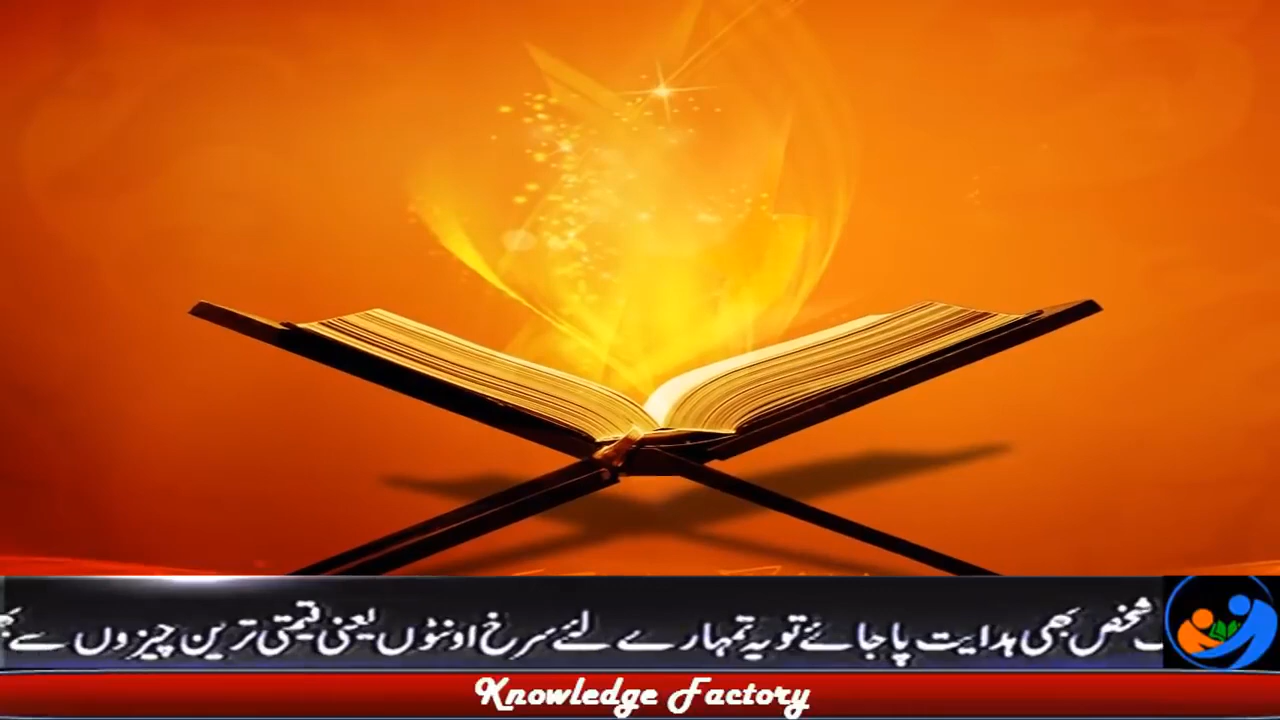 شخص بھی ہدایت پا جائے تو یہ تمہارے لئے سرخ اونٹوں یعنی قیمتی ترین چیزوں سے
Knowledge Factory